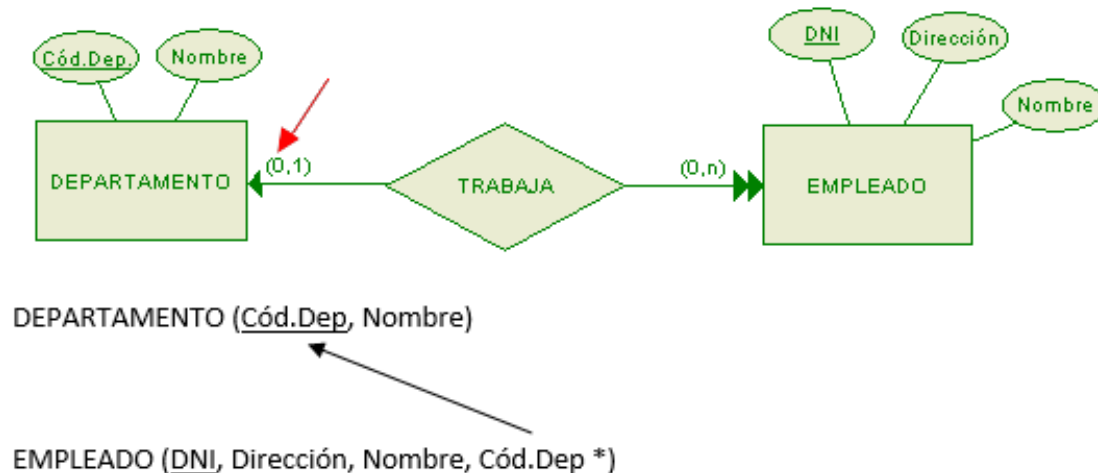 Cód.Dep.
Nombre
DNI
Dirección
Nombre
DEPARTAMENTO
(0,1)
TRABAJA
(0,n)
EMPLEADO
DEPARTAMENTO (Cód.Dep, Nombre)
EMPLEADO (DNI, Dirección, Nombre, Cód.Dep *)